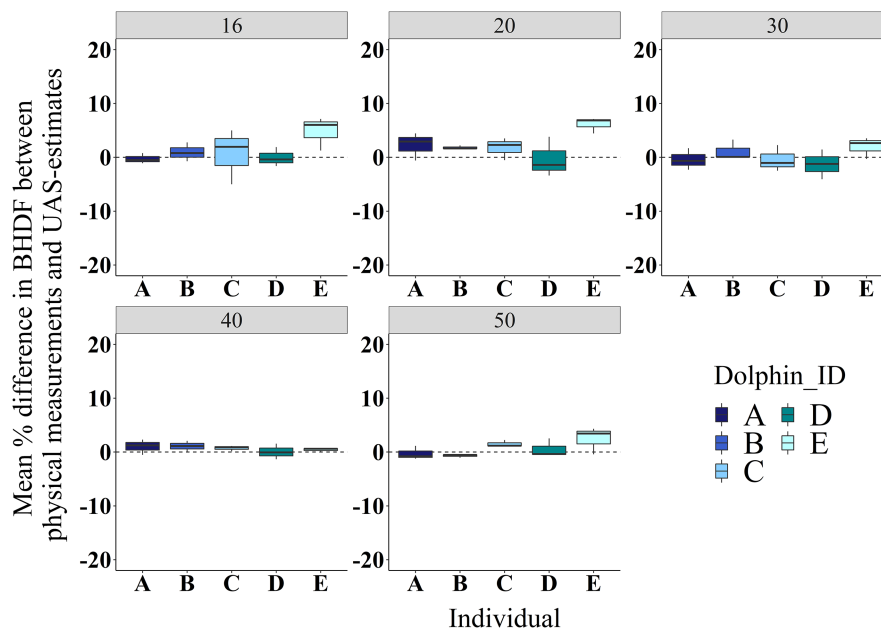 Mean % difference in BHDF between
physical measurements and UAS-estimates
16
20
10
0
-10
-20
A B C D E
20
20
10
0
-10
-20
A B C D E
30
20
10
0
-10
-20
A B C D E
40
20
10
0
-10
-20
A B C D E
50
20
10
0
-10
-20
A B C D E
Individual
Dolphin_ID
A D
B E
C